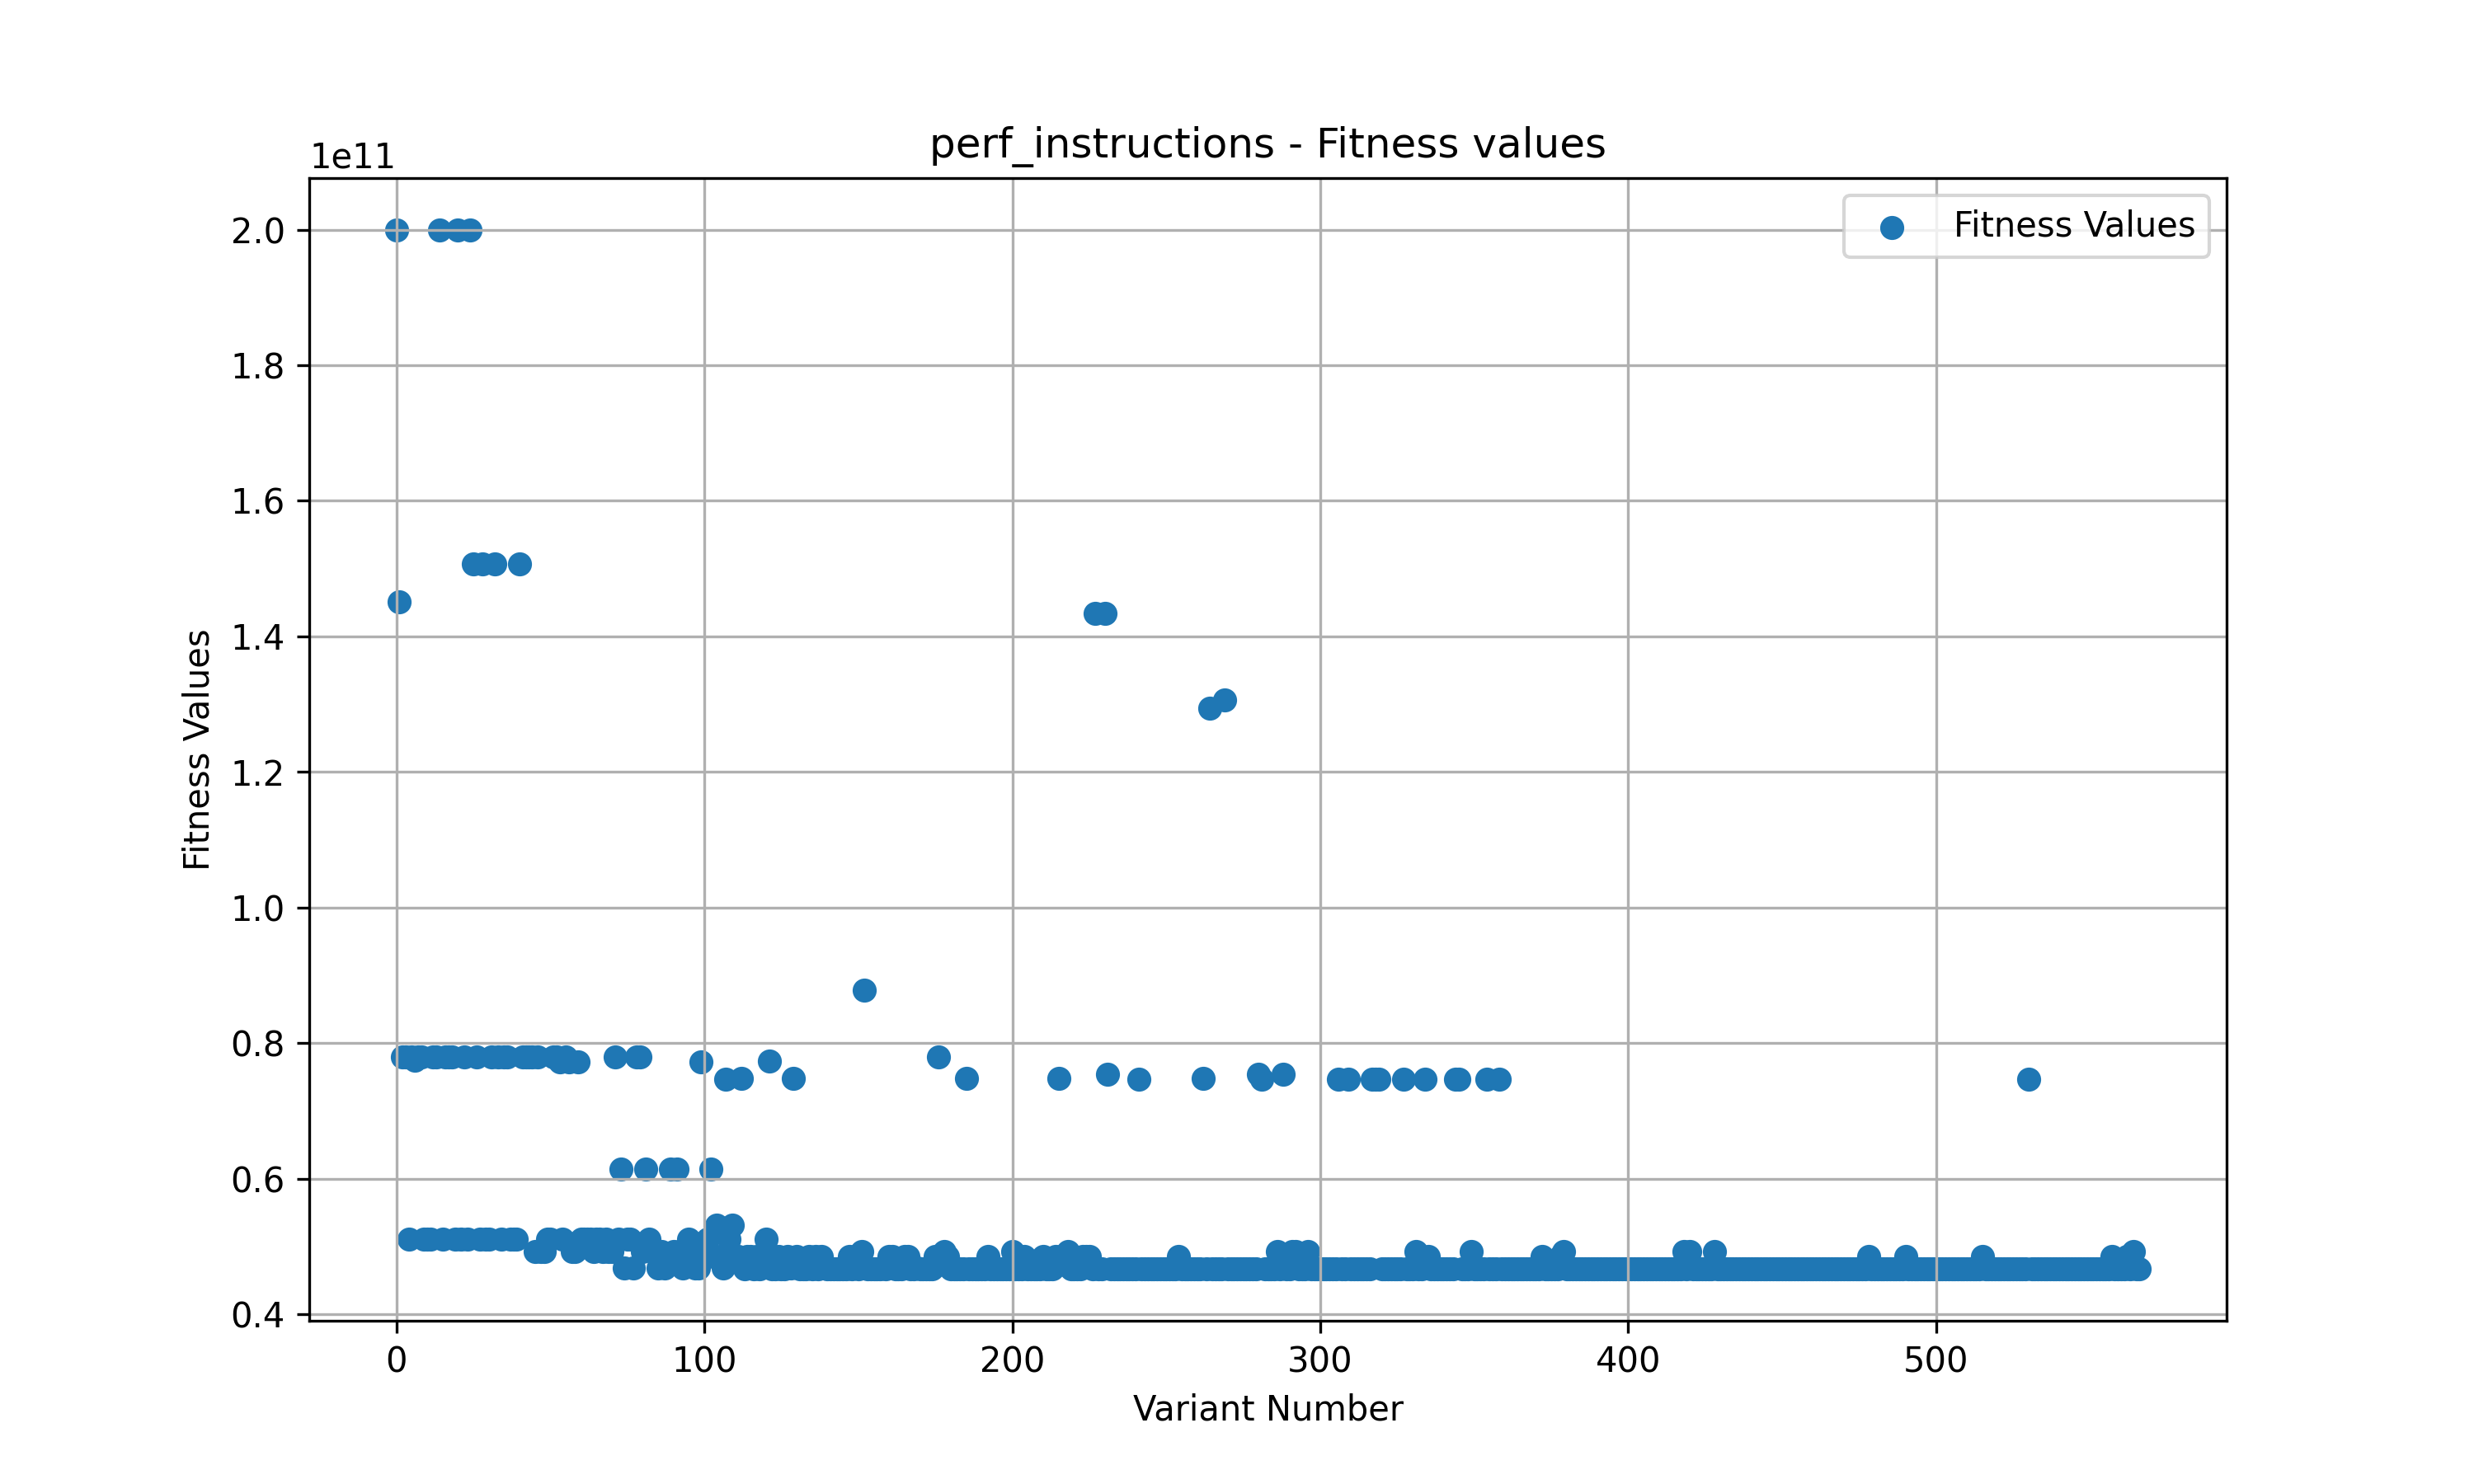 perf_instructions - Fitness values
1e11
Fitness Values
2.0
1.8
1.6
1.4
1.2
1.0
0.8
0.6
0.4
Fitness Values
0 100 200 300 400 500
Variant Number